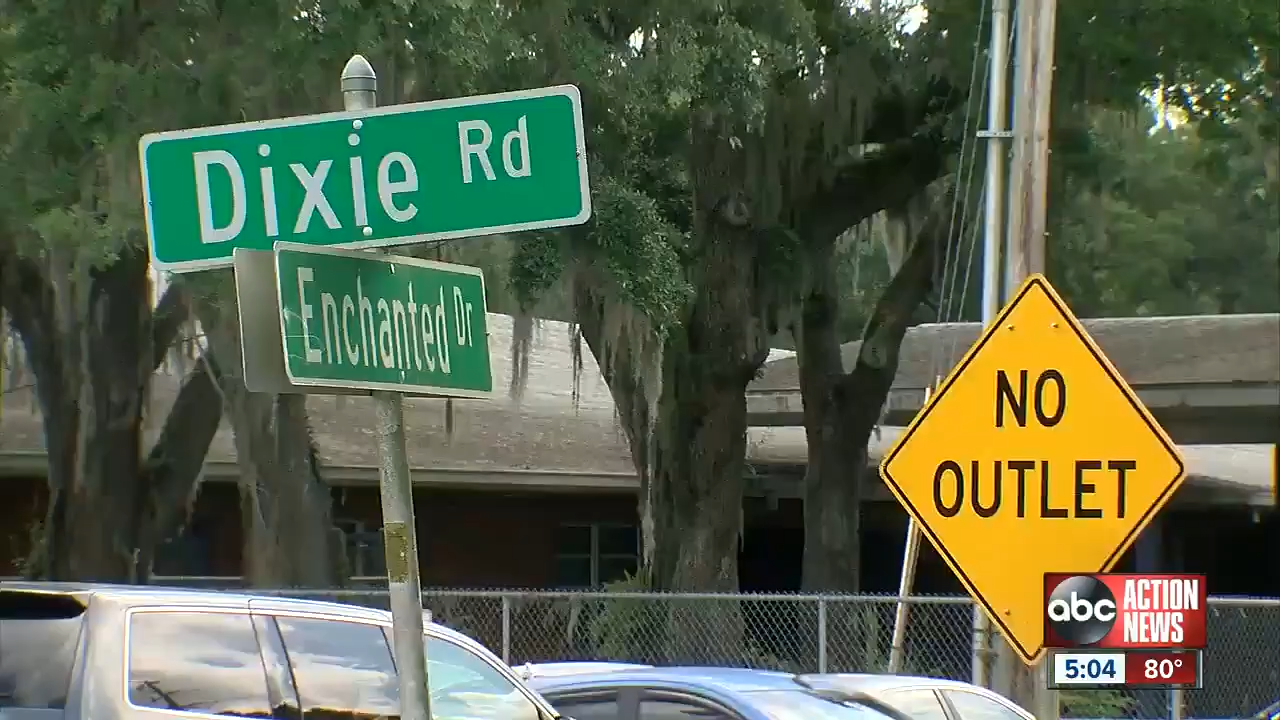 Dixie Rd
Enchanted Dr
NO
OUTLET
abc ACTION
NEWS
5:04 80°